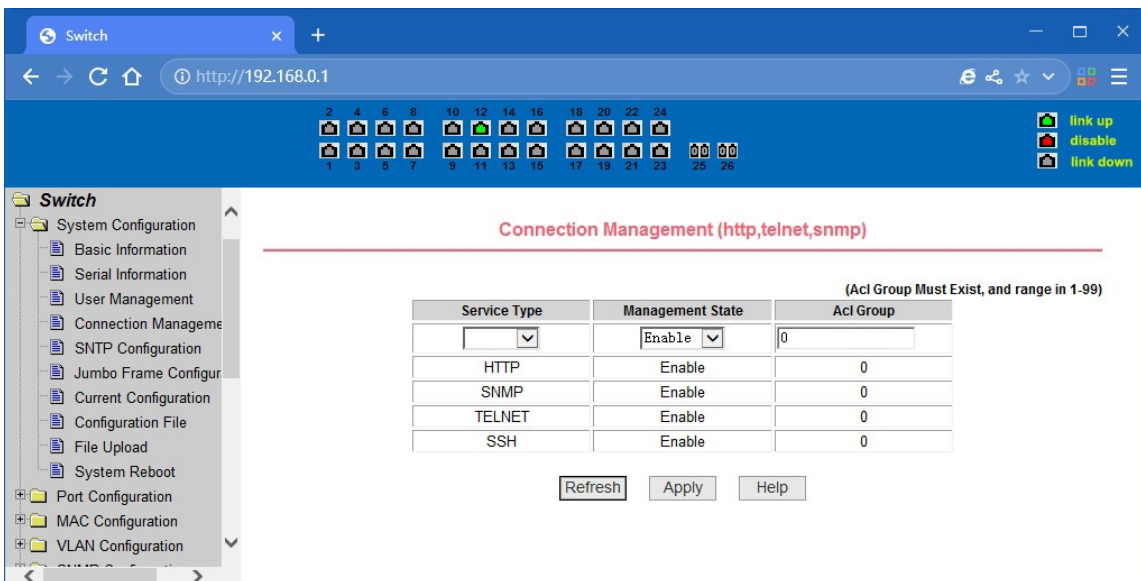 Switch
http://192.168.0.1
2 4 6 8 10 12 14 16 18 20 22 24
1 3 5 7 9 11 13 15 17 19 21 23 25 26
link up
disable
link down
Switch
System Configuration
Basic Information
Serial Information
User Management
Connection Manageme
SNTP Configuration
Jumbo Frame Configur
Current Configuration
Configuration File
File Upload
System Reboot
Port Configuration
MAC Configuration
VLAN Configuration
Connection Management (http,telnet,snmp)
(Acl Group Must Exist, and range in 1-99)
Service Type Management State Acl Group
Enable 0
HTTP Enable 0
SNMP Enable 0
TELNET Enable 0
SSH Enable 0
Refresh Apply Help